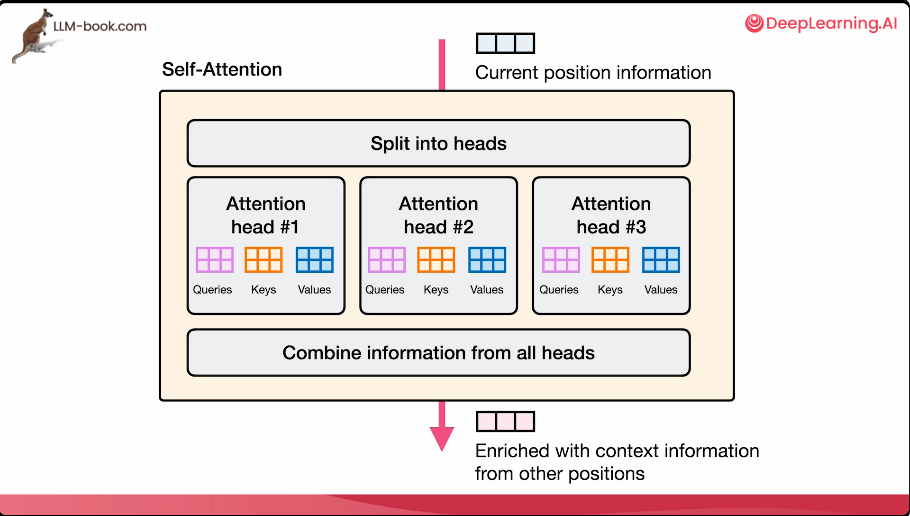 LLM-book.com
DeepLearning.AI
Self-Attention
Current position information
Split into heads
Attention
head #1
Queries Keys Values
Attention
head #2
Queries Keys Values
Attention
head #3
Queries Keys Values
Combine information from all heads
Enriched with context information
from other positions